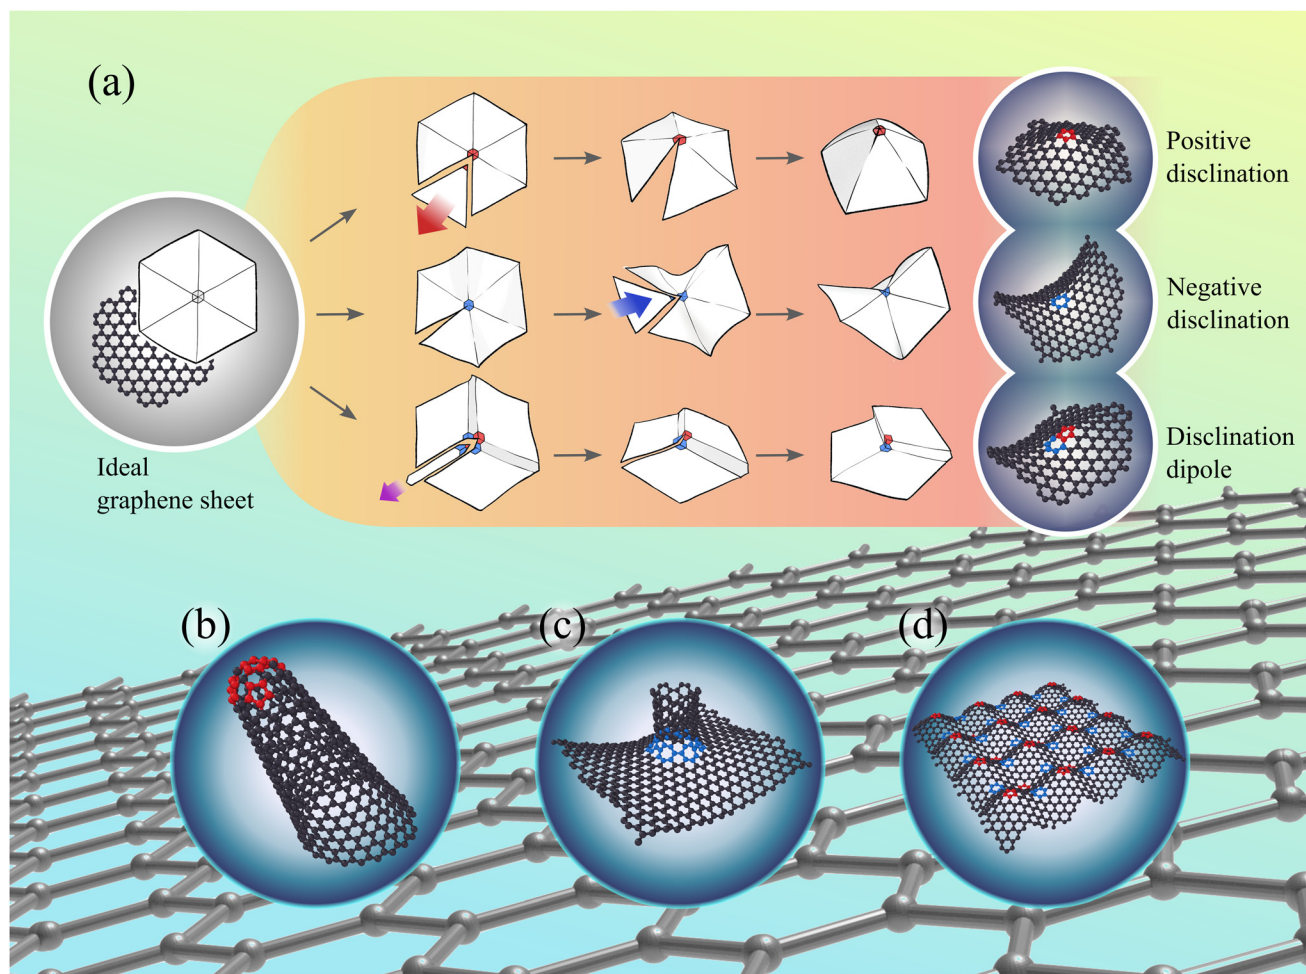 (a)
Positive
disclination
Negative
disclination
Ideal
graphene sheet
Disclination
dipole
(b)
(c)
(d)